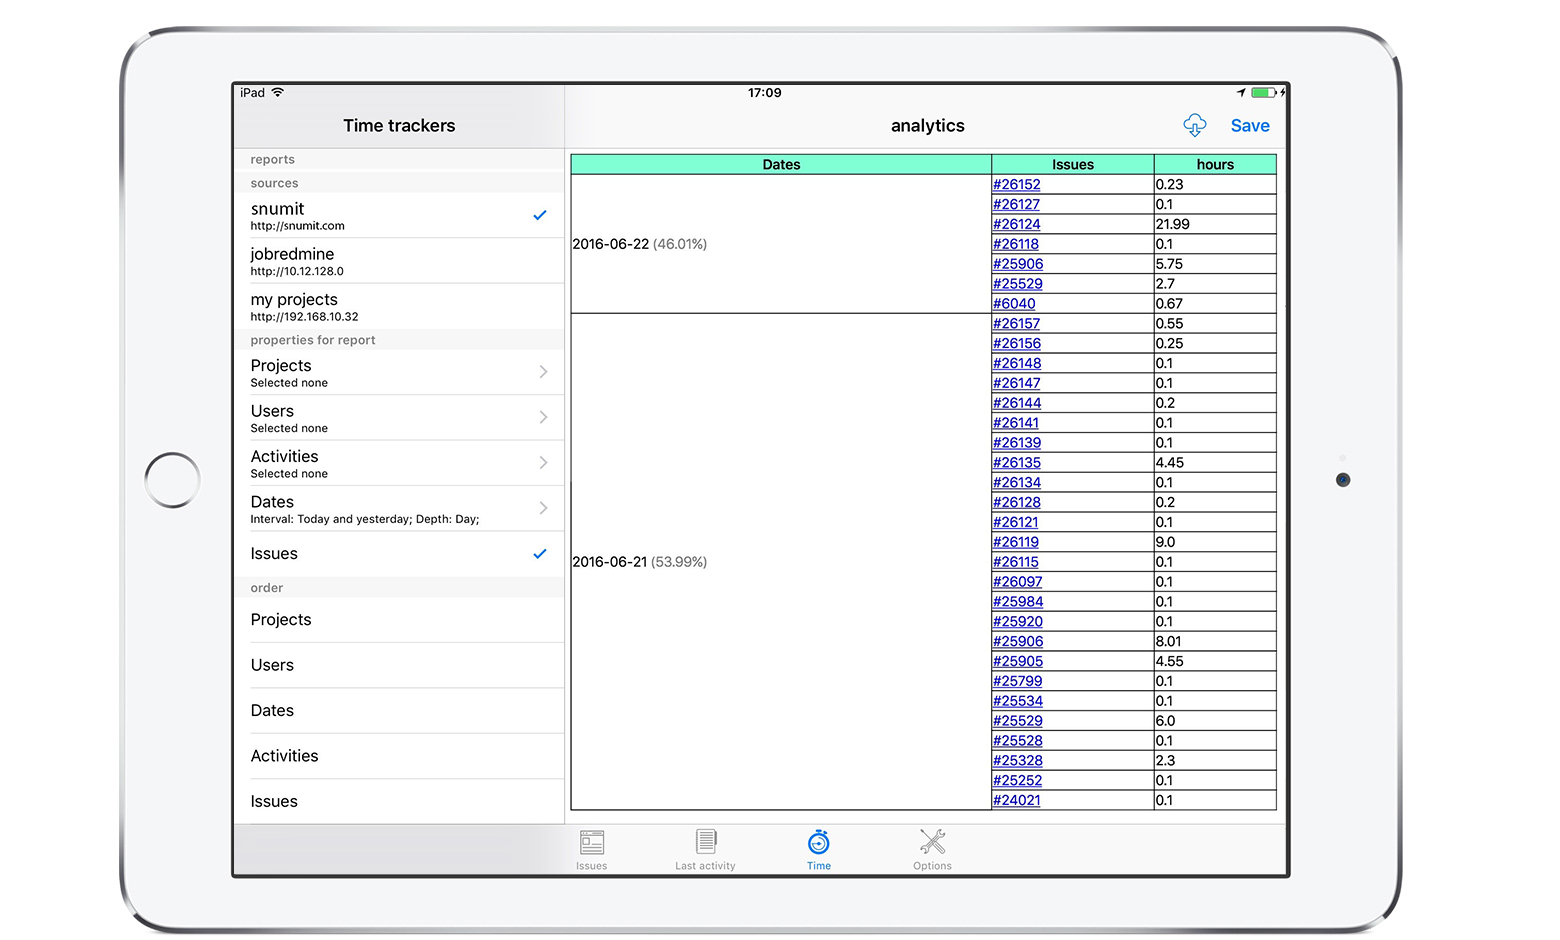 iPad 17:09
Time trackers
analytics Save
reports
sources
snumit
http://snumit.com
jobredmine
http://10.12.128.0
my projects
http://192.168.10.32
properties for report
Projects
Selected none
Users
Selected none
Activities
Selected none
Dates
Interval: Today and yesterday; Depth: Day;
Issues
order
Projects
Users
Dates
Activities
Issues
Dates Issues hours
2016-06-22 (46.01%)
#26152 0.23
#26127 0.1
#26124 21.99
#26118 0.1
#25906 5.75
#25529 2.7
#6040 0.67
2016-06-21 (53.99%)
#26157 0.55
#26156 0.25
#26148 0.1
#26147 0.1
#26144 0.2
#26141 0.1
#26139 0.1
#26135 4.45
#26134 0.1
#26128 0.2
#26121 0.1
#26119 9.0
#26115 0.1
#26097 0.1
#25984 0.1
#25920 0.1
#25906 8.01
#25905 4.55
#25799 0.1
#25534 0.1
#25529 6.0
#25528 0.1
#25328 2.3
#25252 0.1
#24021 0.1
Issues Last activity Time Options